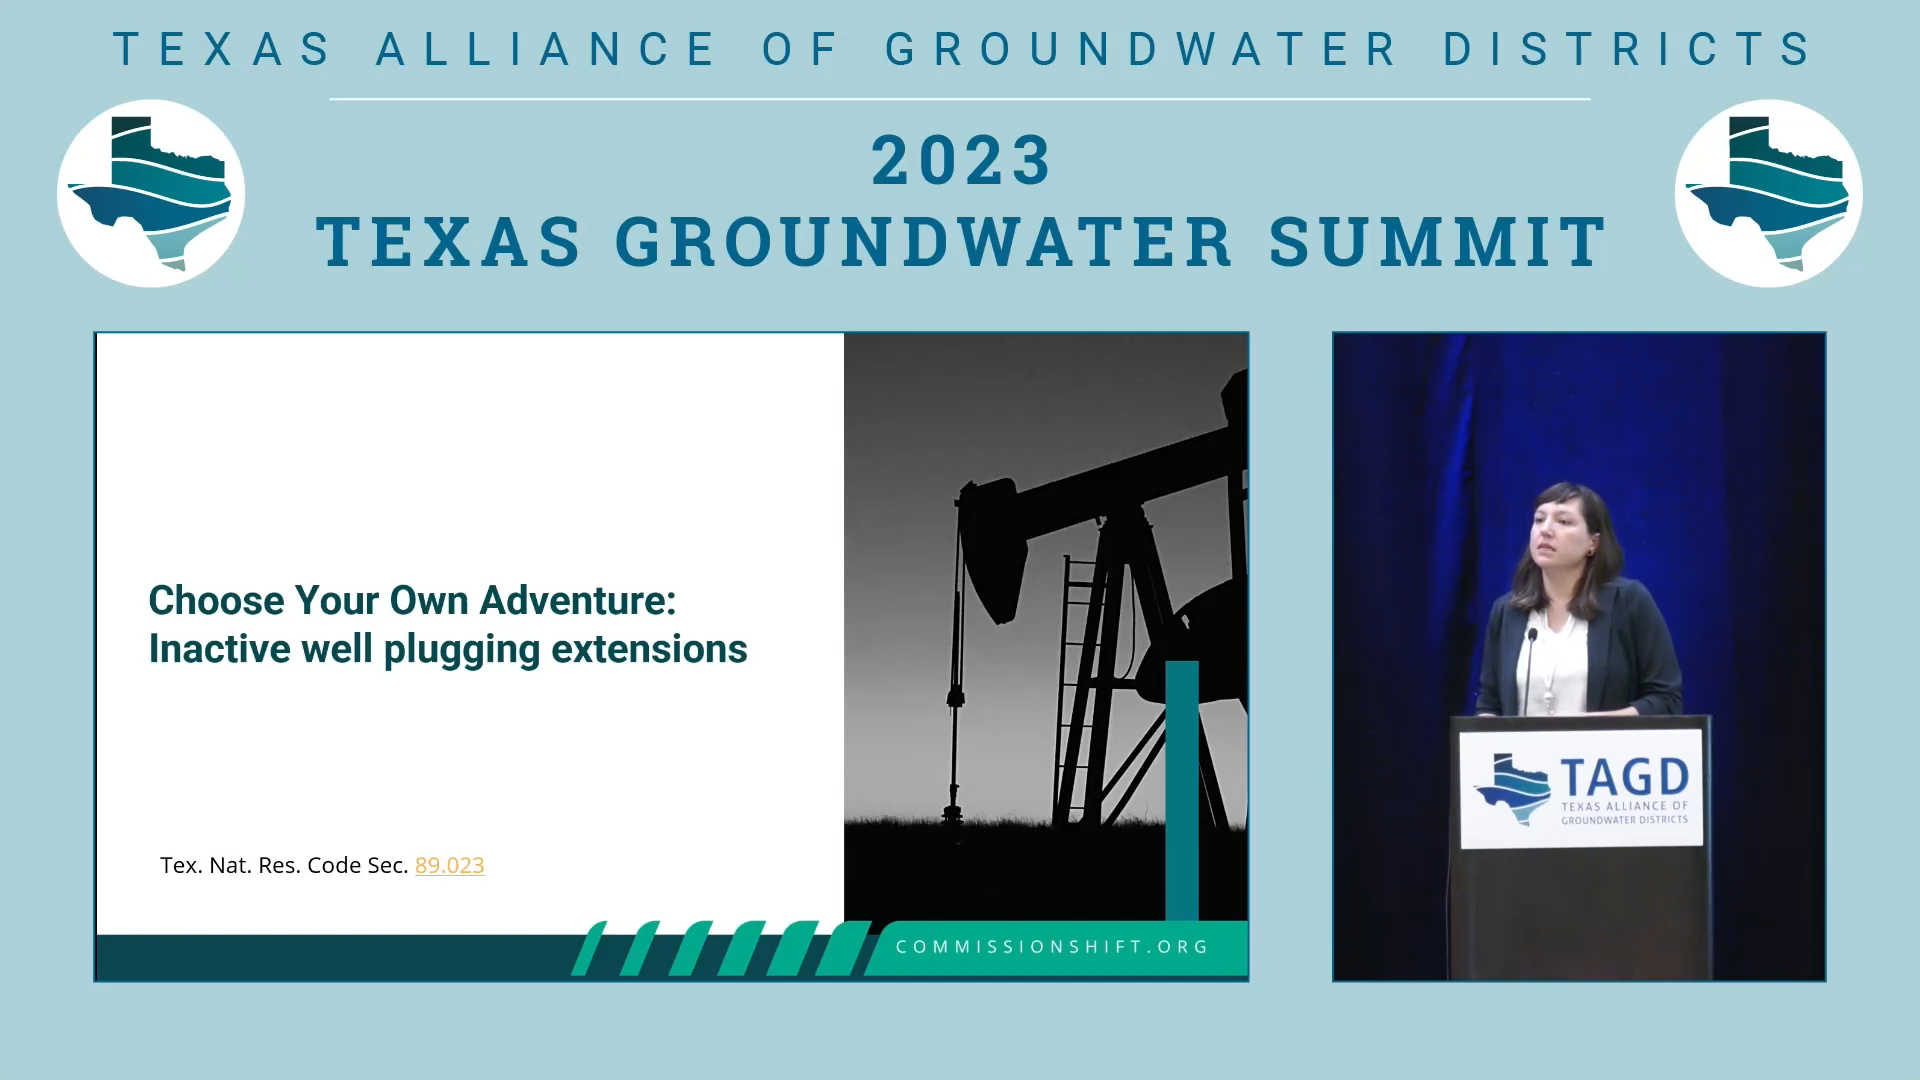 TEXAS ALLIANCE OF GROUNDWATER DISTRICTS
2023
TEXAS GROUNDWATER SUMMIT
Choose Your Own Adventure:
Inactive well plugging extensions
Tex. Nat. Res. Code Sec. 89.023
COMMISSIONSHIFT.ORG
TAGD
TEXAS ALLIANCE OF
GROUNDWATER DISTRICTS